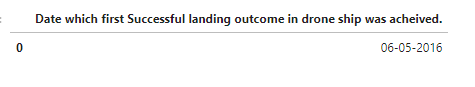 Date which first Successful landing outcome in drone ship was acheived.
0 06-05-2016